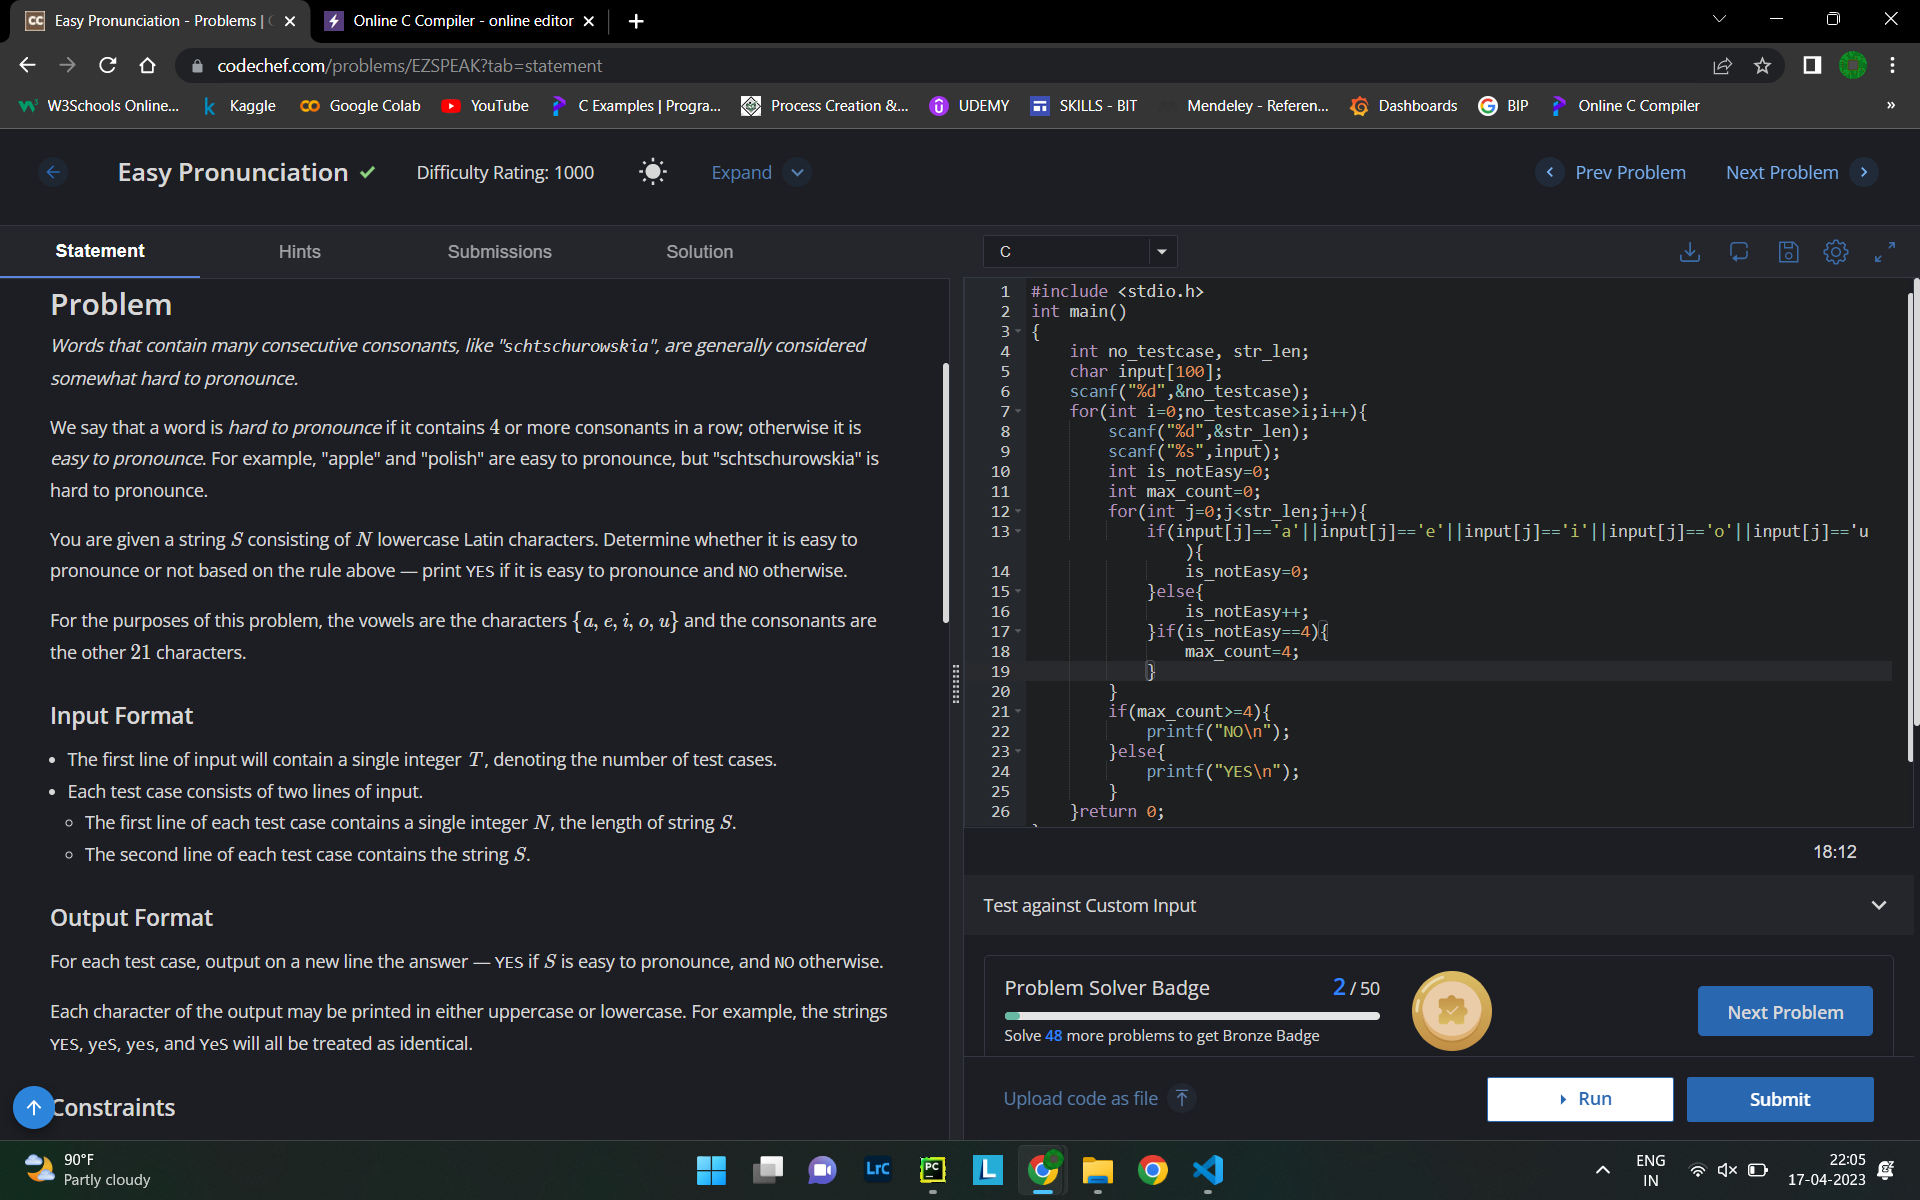 Easy Pronunciation - Problems |
Online C Compiler - online editor
codechef.com/problems/EZSPEAK?tab=statement
W3Schools Online...
Kaggle
Google Colab
YouTube
C Examples | Progra...
Process Creation &...
UDEMY
SKILLS - BIT
Mendeley - Referen...
Dashboards
BIP
Online C Compiler
»
Easy Pronunciation
Difficulty Rating: 1000
Expand
Prev Problem
Next Problem
Statement
Hints
Submissions
Solution
Problem
Words that contain many consecutive consonants, like "schtschurowskia", are generally considered
somewhat hard to pronounce.
We say that a word is hard to pronounce if it contains 4 or more consonants in a row; otherwise it is
easy to pronounce. For example, "apple" and "polish" are easy to pronounce, but "schtschurowskia" is
hard to pronounce.
You are given a string S consisting of N lowercase Latin characters. Determine whether it is easy to
pronounce or not based on the rule above — print YES if it is easy to pronounce and NO otherwise.
For the purposes of this problem, the vowels are the characters {a, e, i, o, u} and the consonants are
the other 21 characters.
Input Format
• The first line of input will contain a single integer T, denoting the number of test cases.
• Each test case consists of two lines of input.
◦ The first line of each test case contains a single integer N, the length of string S.
◦ The second line of each test case contains the string S.
Output Format
For each test case, output on a new line the answer — YES if S is easy to pronounce, and NO otherwise.
Each character of the output may be printed in either uppercase or lowercase. For example, the strings
YES, yeS, yes, and YeS will all be treated as identical.
Constraints
C
1 #include <stdio.h>
2 int main()
3 {
4 int no_testcase, str_len;
5 char input[100];
6 scanf("%d",&no_testcase);
7 for(int i=0;no_testcase>i;i++){
8 scanf("%d",&str_len);
9 scanf("%s",input);
10 int is_notEasy=0;
11 int max_count=0;
12 for(int j=0;j<str_len;j++){
13 if(input[j]=='a'||input[j]=='e'||input[j]=='i'||input[j]=='o'||input[j]=='u
){
14 is_notEasy=0;
15 }else{
16 is_notEasy++;
17 }if(is_notEasy==4){
18 max_count=4;
19 }
20 }
21 if(max_count>=4){
22 printf("NO\n");
23 }else{
24 printf("YES\n");
25 }
26 }return 0;
18:12
Test against Custom Input
Problem Solver Badge
2 / 50
Solve 48 more problems to get Bronze Badge
Next Problem
Upload code as file
Run
Submit
90°F
Partly cloudy
LrC
PC
L
ENG
IN
22:05
17-04-2023